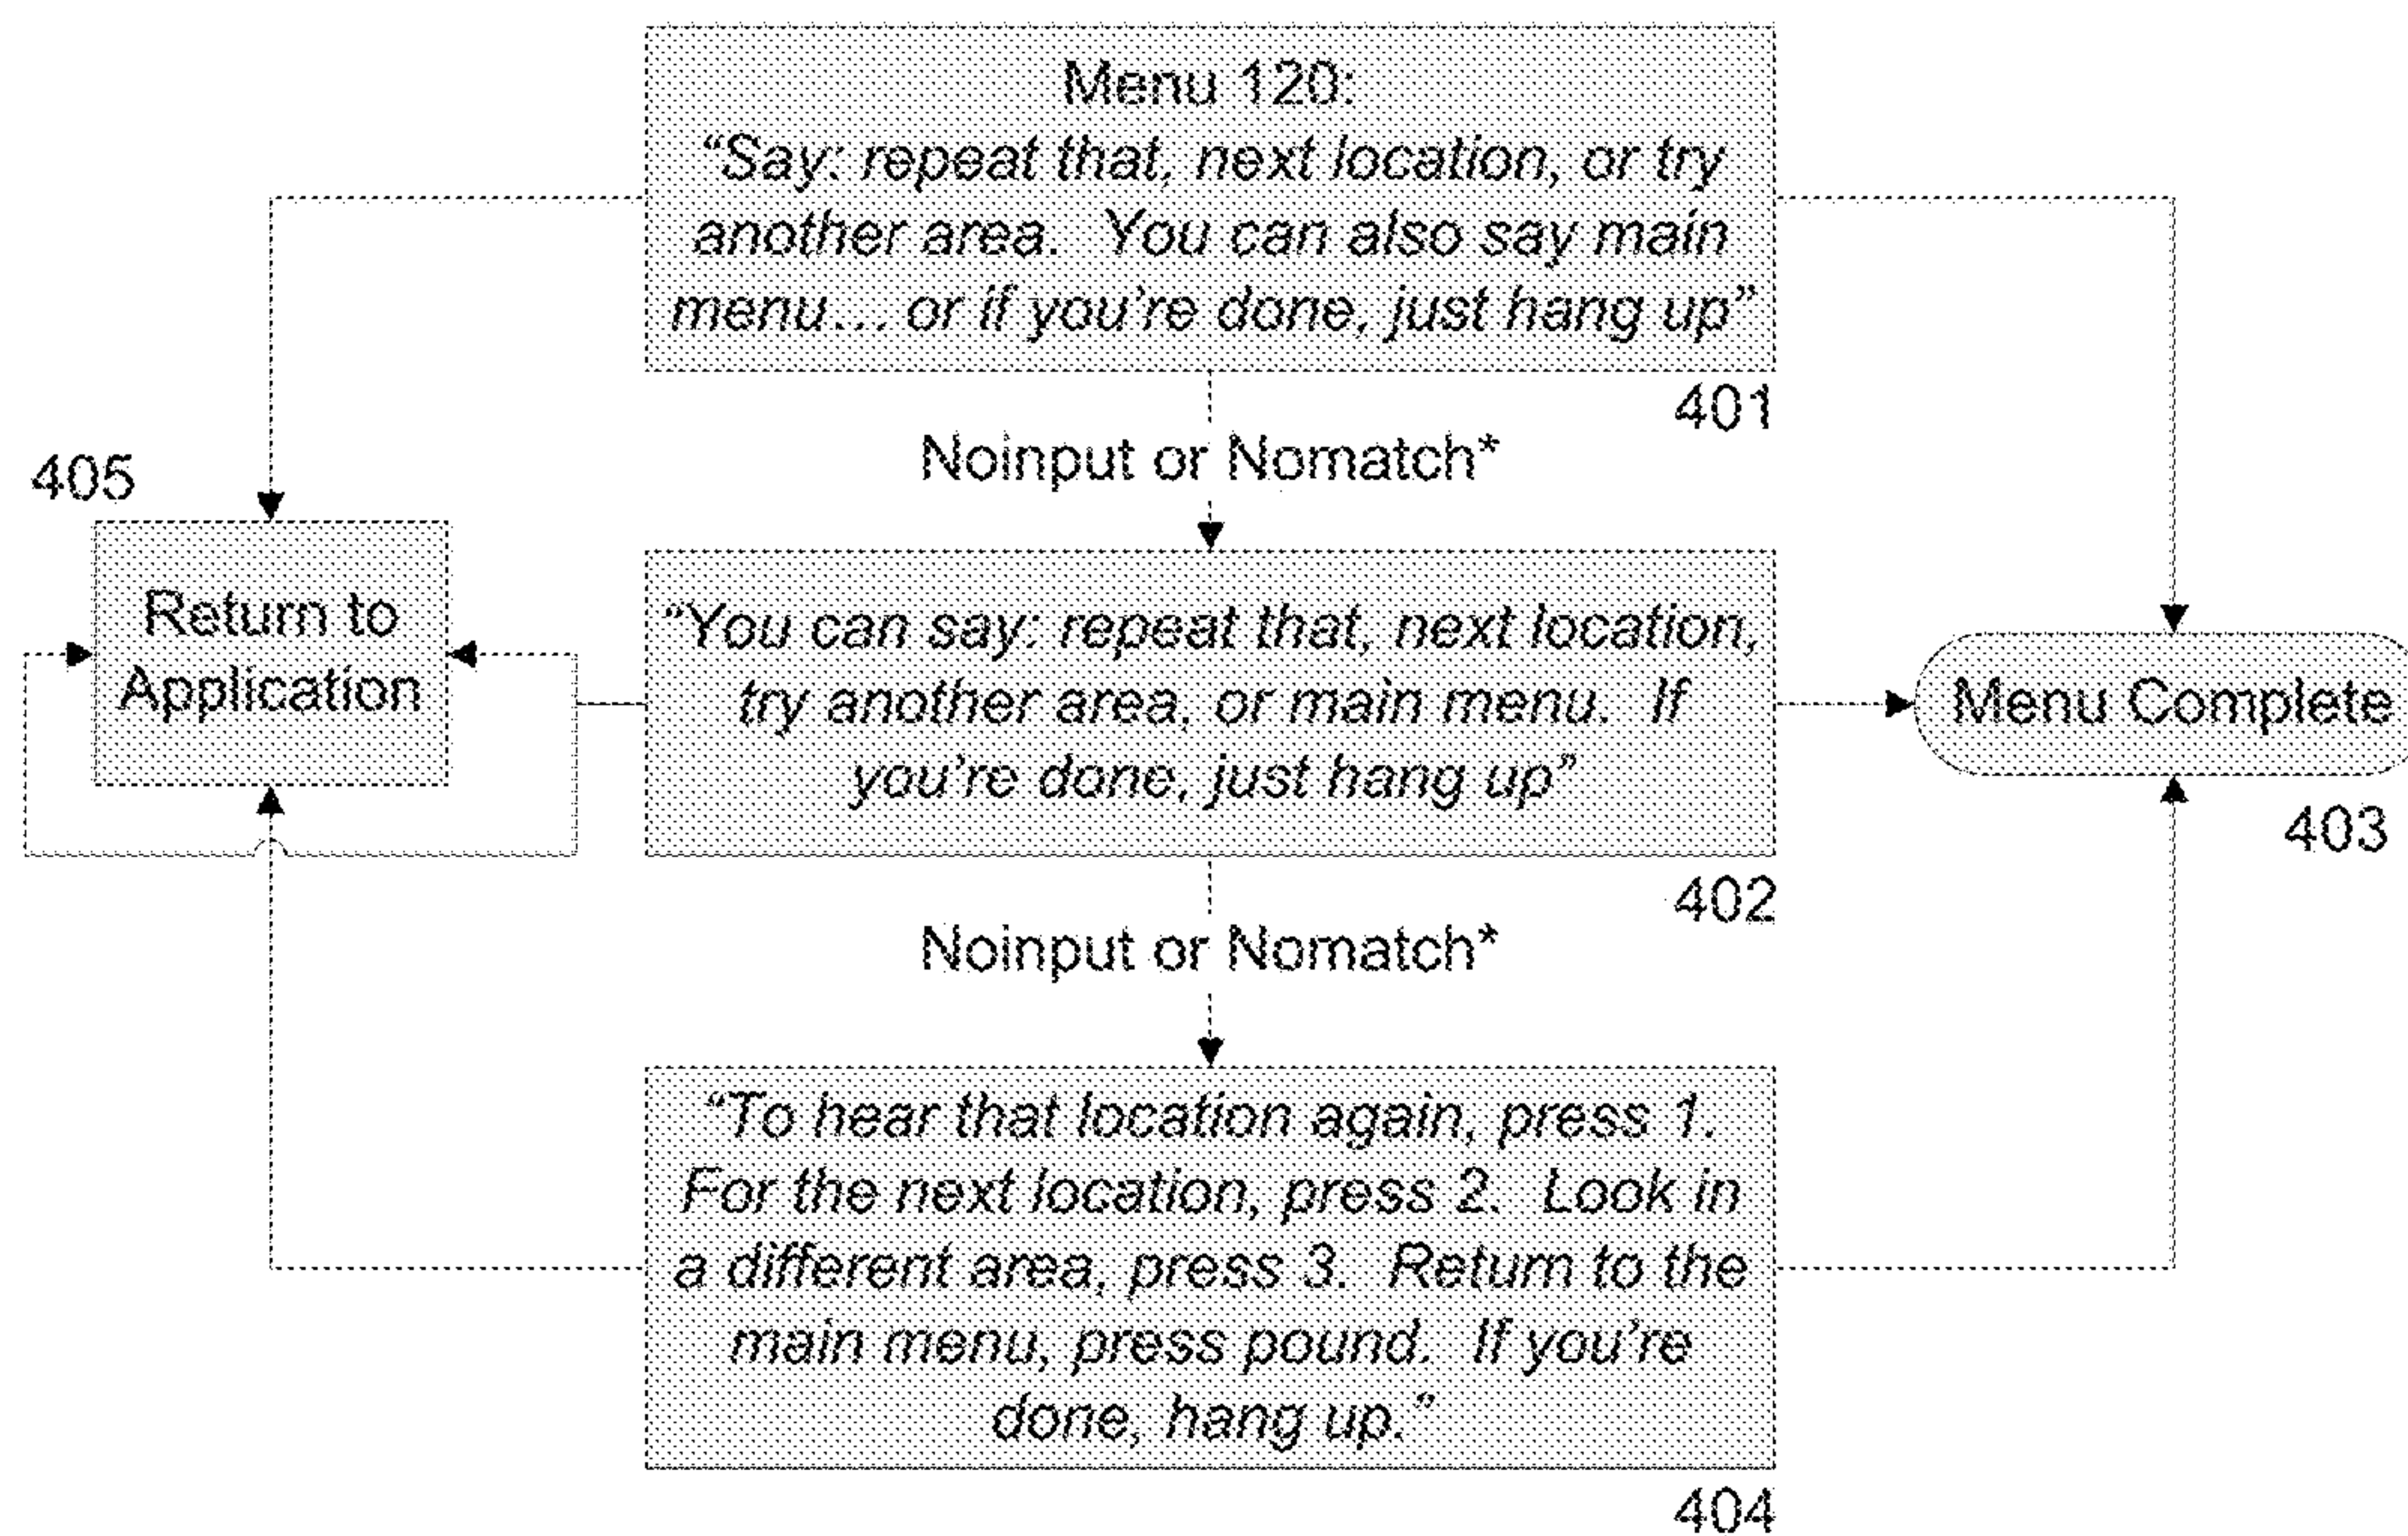 Menu 120:
“Say: repeat that, next location, or try
another area.  You can also say main
menu… or if you’re done, just hang up”
401
Noinput or Nomatch*
405
Return to
Application
“You can say: repeat that, next location,
try another area, or main menu.  If
you’re done, just hang up”
Menu Complete
403
402
Noinput or Nomatch*
“To hear that location again, press 1.
For the next location, press 2.  Look in
a different area, press 3.  Return to the
main menu, press pound.  If you’re
done, hang up.”
404